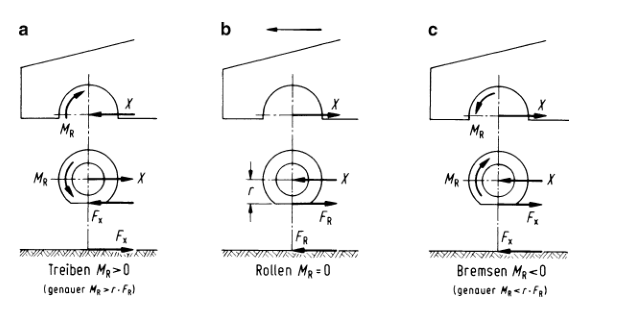 a
b
c
X
M_R
X
X
M_R
M_R
X
F_x
F_x
r
X
F_R
F_R
M_R
X
F_x
F_x
Treiben M_R>0
(genauer M_R>r·F_R)
Rollen M_R=0
Bremsen M_R<0
(genauer M_R<r·F_R)